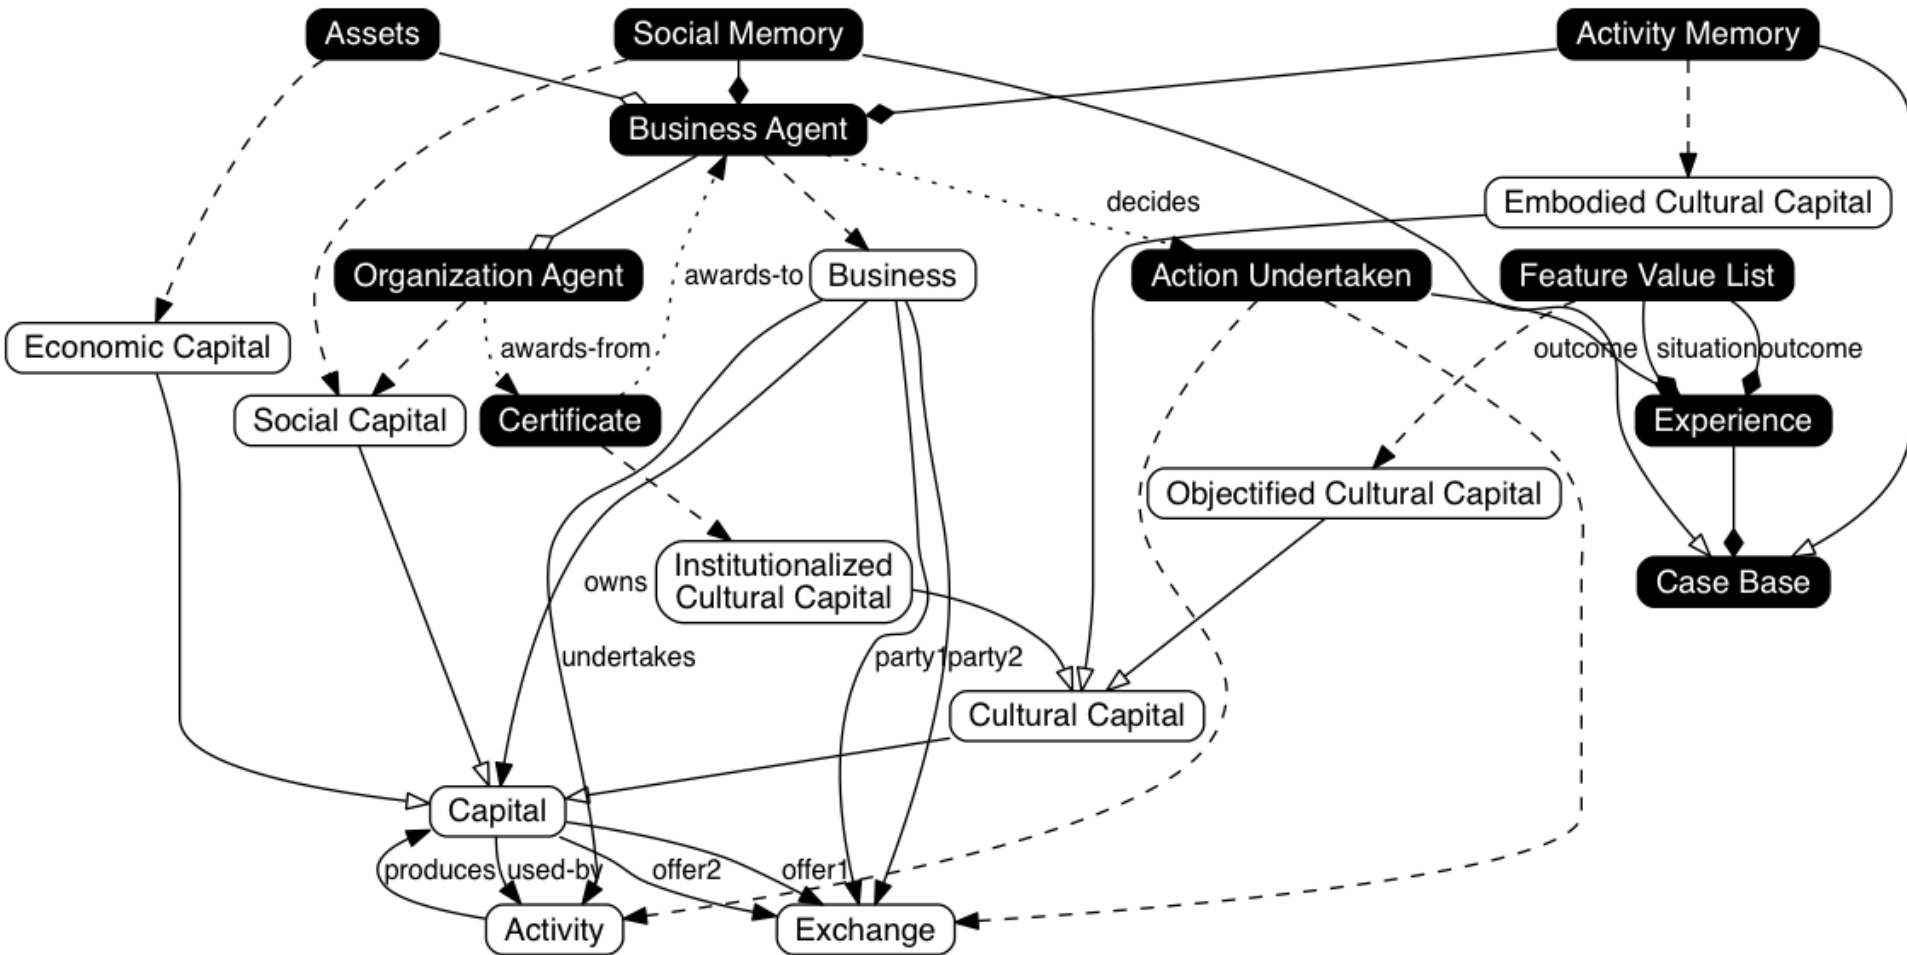 Assets
Social Memory
Activity Memory
Business Agent
decides
Embodied Cultural Capital
Organization Agent
awards-to
Business
Action Undertaken
Feature Value List
Economic Capital
awards-from
outcome
situation
outcome
Social Capital
Certificate
Experience
Objectified Cultural Capital
Institutionalized
Cultural Capital
owns
Case Base
undertakes
party1
party2
Cultural Capital
Capital
produces
used-by
offer2
offer1
Activity
Exchange